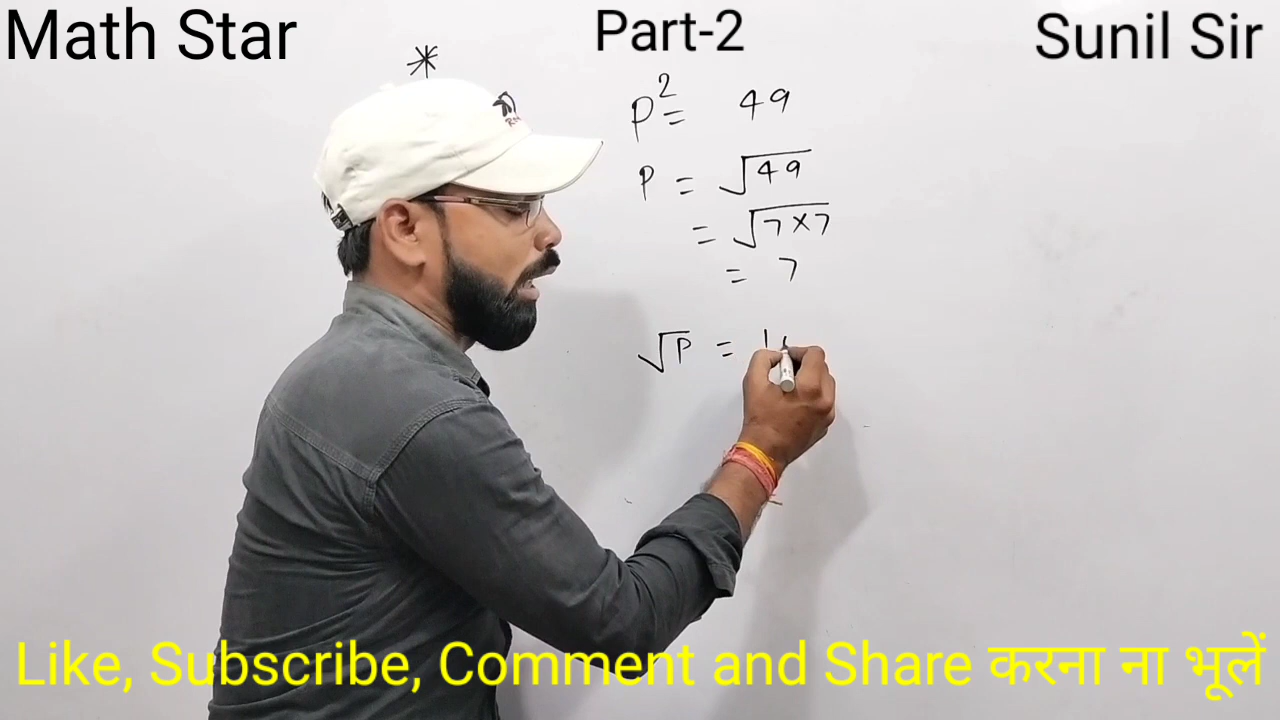 Math Star
Part-2
Sunil Sir
*
P² = 49
P = √49
= √7×7
= 7
√P =
Like, Subscribe, Comment and Share करना ना भूलें